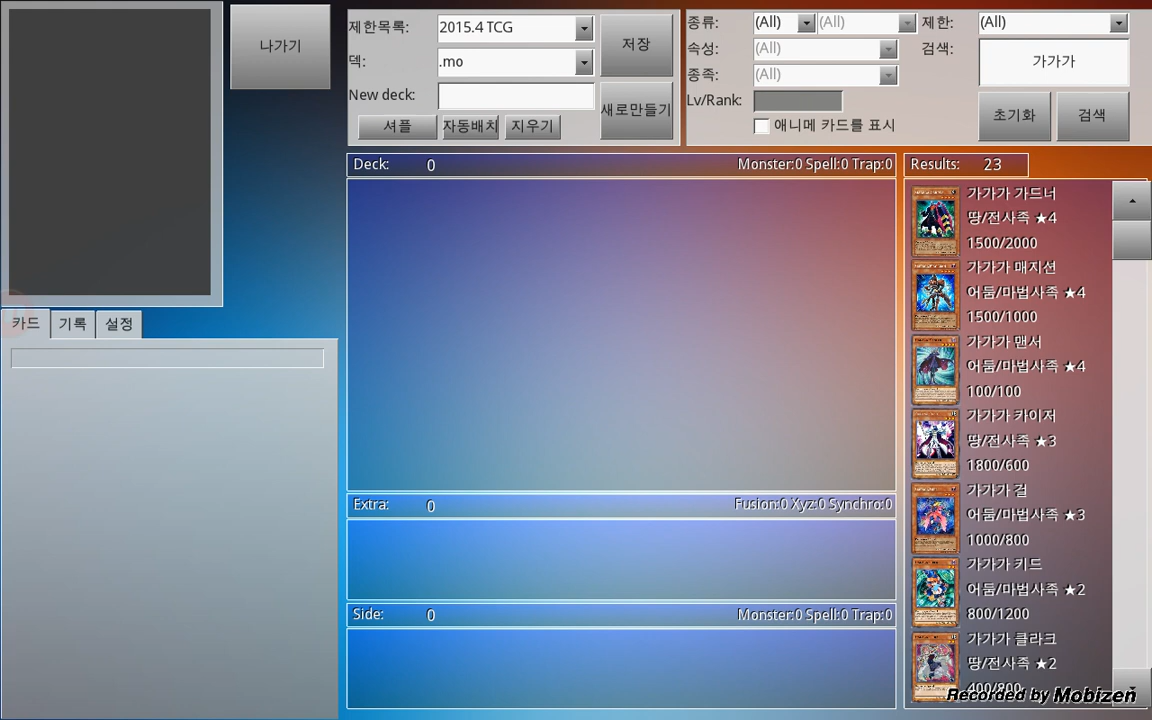 나가기
제한목록:
2015.4 TCG
저장
덱:
.mo
New deck:
새로만들기
셔플
자동배치
지우기
종류:
(All)
(All)
제한:
(All)
속성:
(All)
검색:
가가가
종족:
(All)
Lv/Rank:
애니메 카드를 표시
초기화
검색
Deck: 0
Monster:0 Spell:0 Trap:0
Results: 23
가가가 가드너
땅/전사족 ★4
1500/2000
가가가 매지션
어둠/마법사족 ★4
1500/1000
가가가 맨서
어둠/마법사족 ★4
100/100
가가가 카이저
땅/전사족 ★3
1800/600
가가가 걸
어둠/마법사족 ★3
1000/800
가가가 키드
어둠/마법사족 ★2
800/1200
가가가 클라크
땅/전사족 ★2
400/800
카드
기록
설정
Extra: 0
Fusion:0 Xyz:0 Synchro:0
Side: 0
Monster:0 Spell:0 Trap:0
Recorded by Mobizen